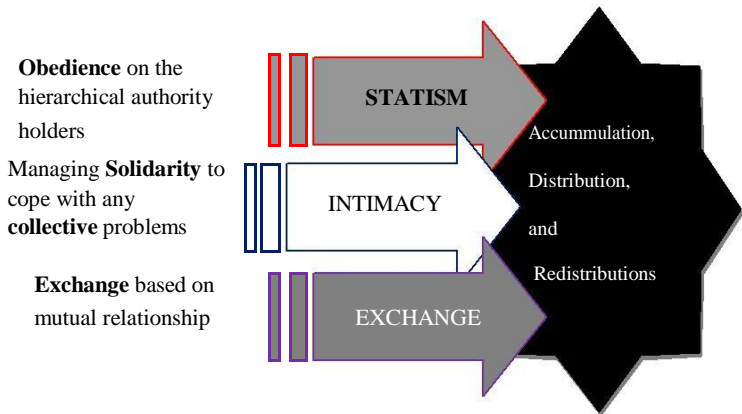 Obedience on the
hierarchical authority
holders
STATISM
Managing Solidarity to
cope with any
collective problems
INTIMACY
Exchange based on
mutual relationship
EXCHANGE
Accummulation,
Distribution,
and
Redistributions